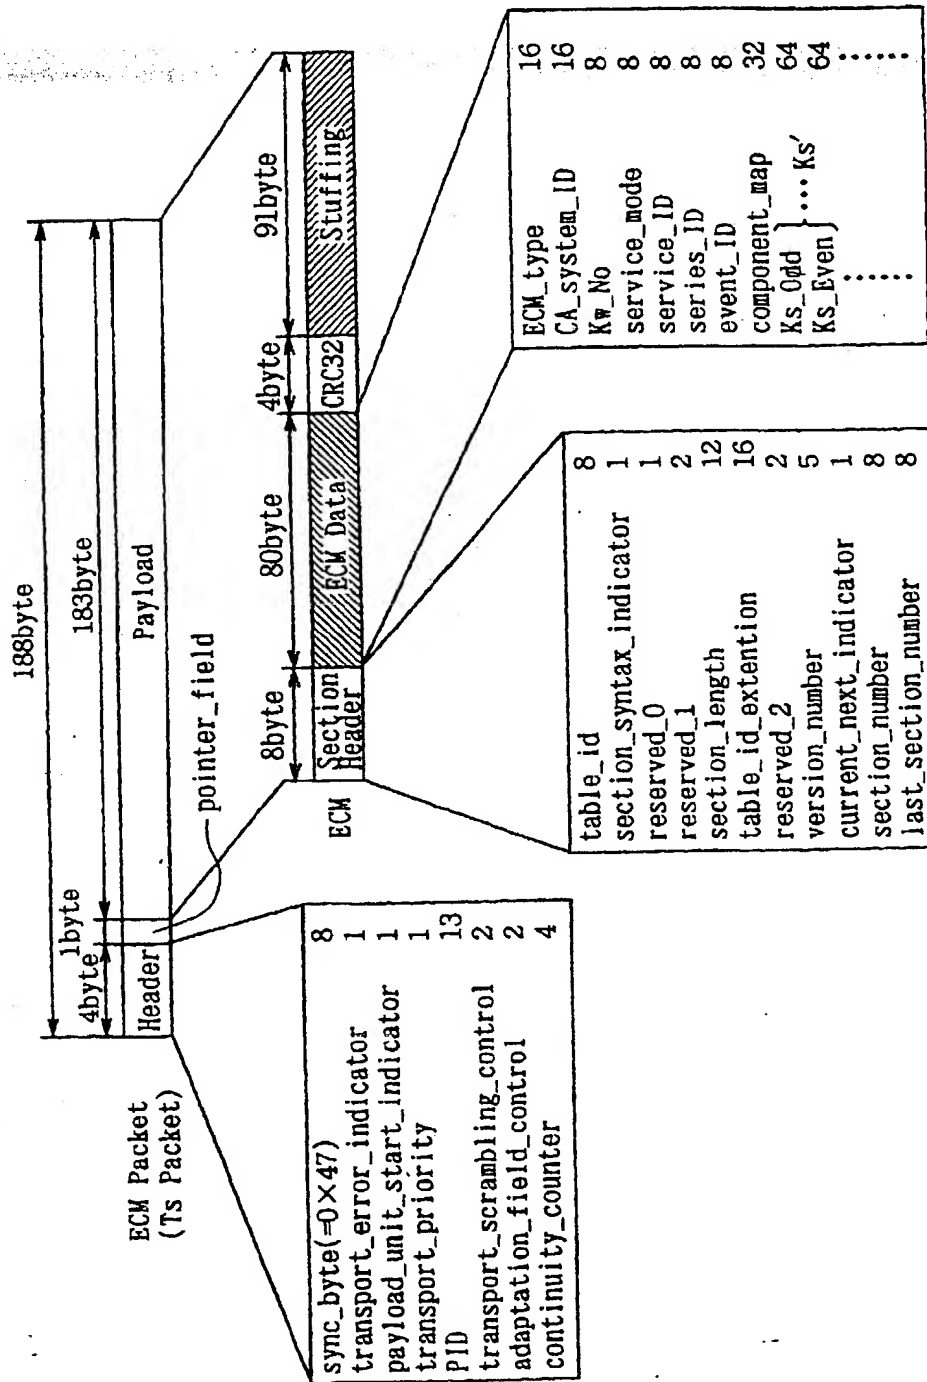 188byte
4byte 1byte 183byte
Header Payload
pointer_field
ECM Packet
(Ts Packet)
8byte 80byte 4byte 91byte
Section
Header
ECM Data CRC32 Stuffing
ECM
sync_byte(=0×47) 8
transport_error_indicator 1
payload_unit_start_indicator 1
transport_priority 1
PID 13
transport_scrambling_control 2
adaptation_field_control 2
continuity_counter 4
table_id 8
section_syntax_indicator 1
reserved_0 1
reserved_1 2
section_length 12
table_id_extention 16
reserved_2 2
version_number 5
current_next_indicator 1
section_number 8
last_section_number 8
ECM_type 16
CA_system_ID 16
Kw_No 8
service_mode 8
service_ID 8
series_ID 8
event_ID 8
component_map 32
Ks_Odd 64
Ks_Even 64
···· Ks′